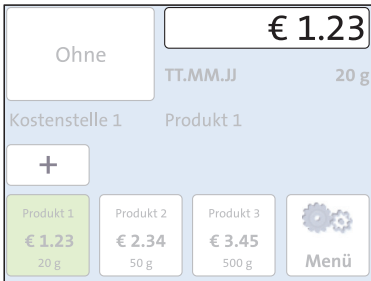 Ohne
€ 1.23
TT.MM.JJ 20 g
Kostenstelle 1 Produkt 1
+
Produkt 1
€ 1.23
20 g
Produkt 2
€ 2.34
50 g
Produkt 3
€ 3.45
500 g
Menü